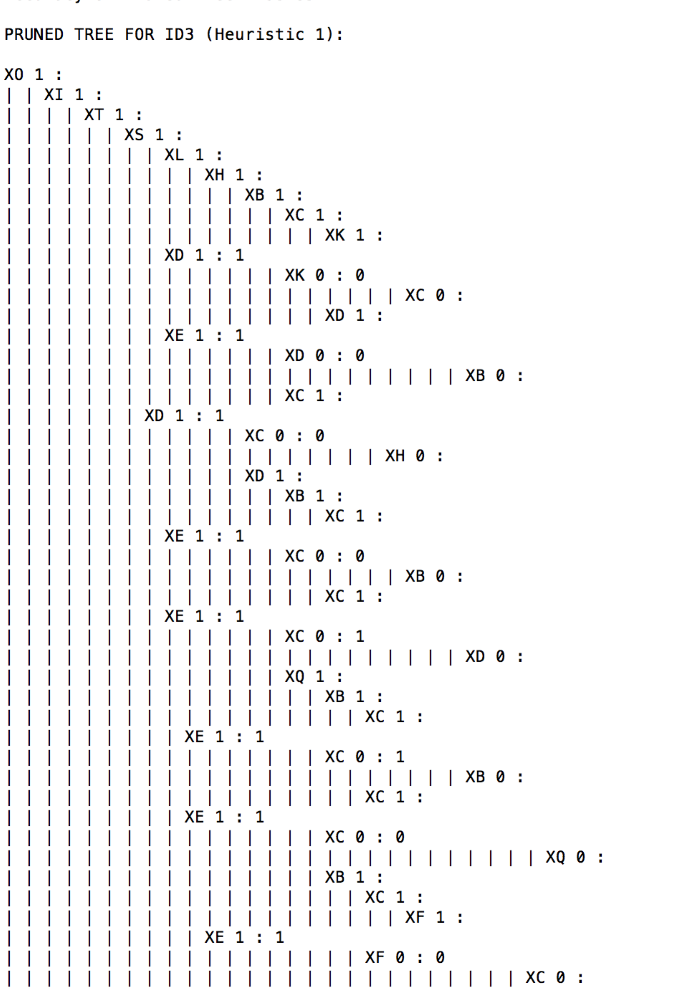 PRUNED TREE FOR ID3 (Heuristic 1):
XO 1 :
| | XI 1 :
| | | | XT 1 :
| | | | | | XS 1 :
| | | | | | | | XL 1 :
| | | | | | | | | | XH 1 :
| | | | | | | | | | | | XB 1 :
| | | | | | | | | | | | | | XC 1 :
| | | | | | | | | | | | | | | | XK 1 :
| | | | | | | | XD 1 : 1
| | | | | | | | | | | | | | XK 0 : 0
| | | | | | | | | | | | | | | | | | | | XC 0 :
| | | | | | | | | | | | | | | | XD 1 :
| | | | | | | | XE 1 : 1
| | | | | | | | | | | | | | XD 0 : 0
| | | | | | | | | | | | | | | | | | | | | | | XB 0 :
| | | | | | | | | | | | | | XC 1 :
| | | | | | | XD 1 : 1
| | | | | | | | | | | | XC 0 : 0
| | | | | | | | | | | | | | | | | | | XH 0 :
| | | | | | | | | | | | XD 1 :
| | | | | | | | | | | | | | XB 1 :
| | | | | | | | | | | | | | | | XC 1 :
| | | | | | | | XE 1 : 1
| | | | | | | | | | | | | | XC 0 : 0
| | | | | | | | | | | | | | | | | | | | XB 0 :
| | | | | | | | | | | | | | | | XC 1 :
| | | | | | | | XE 1 : 1
| | | | | | | | | | | | | | XC 0 : 1
| | | | | | | | | | | | | | | | | | | | | | | XD 0 :
| | | | | | | | | | | | | | XQ 1 :
| | | | | | | | | | | | | | | | XB 1 :
| | | | | | | | | | | | | | | | | | XC 1 :
| | | | | | | | | XE 1 : 1
| | | | | | | | | | | | | | | | XC 0 : 1
| | | | | | | | | | | | | | | | | | | | | | | XB 0 :
| | | | | | | | | | | | | | | | | | XC 1 :
| | | | | | | | | XE 1 : 1
| | | | | | | | | | | | | | | | XC 0 : 0
| | | | | | | | | | | | | | | | | | | | | | | | | | | XQ 0 :
| | | | | | | | | | | | | | | | XB 1 :
| | | | | | | | | | | | | | | | | | XC 1 :
| | | | | | | | | | | | | | | | | | | | XF 1 :
| | | | | | | | | | XE 1 : 1
| | | | | | | | | | | | | | | | | | XF 0 : 0
| | | | | | | | | | | | | | | | | | | | | | | | | | XC 0 :